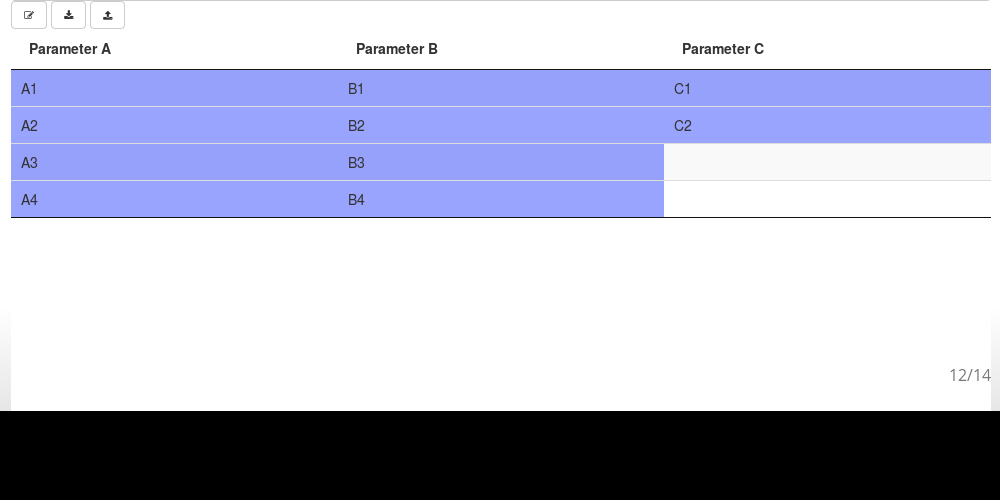 Parameter A Parameter B Parameter C
A1 B1 C1
A2 B2 C2
A3 B3
A4 B4
12/14